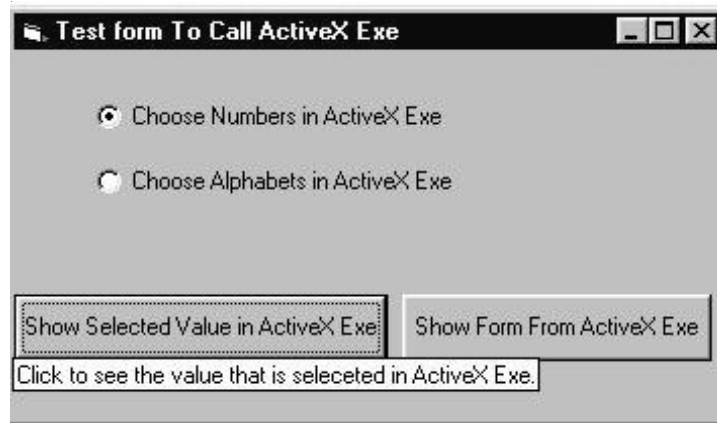 Test form To Call ActiveX Exe
Choose Numbers in ActiveX Exe
Choose Alphabets in ActiveX Exe
Show Selected Value in ActiveX Exe
Show Form From ActiveX Exe
Click to see the value that is seleceted in ActiveX Exe.